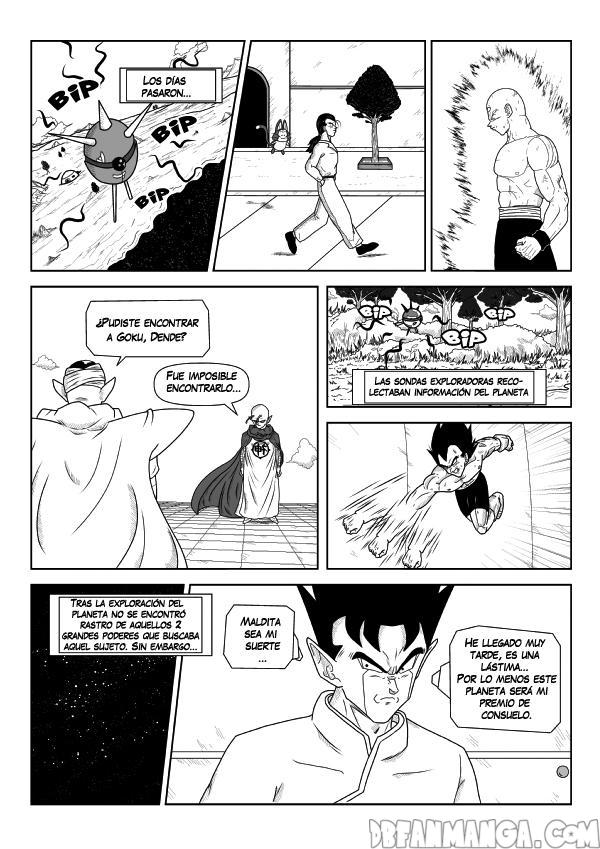 Los días
pasaron...
BIP
BIP
BIP
¿Pudiste encontrar
a Goku, Dende?
Fue imposible
encontrarlo...
BIP
BIP
BIP
Las sondas exploradoras reco-
lectaban información del planeta
Tras la exploración del
planeta no se encontró
rastro de aquellos 2
grandes poderes que buscaba
aquel sujeto. Sin embargo...
Maldita
sea mi
suerte
...
He llegado muy
tarde, es una
lástima...
Por lo menos este
planeta será mi
premio de
consuelo.
DBFANMANGA.COM